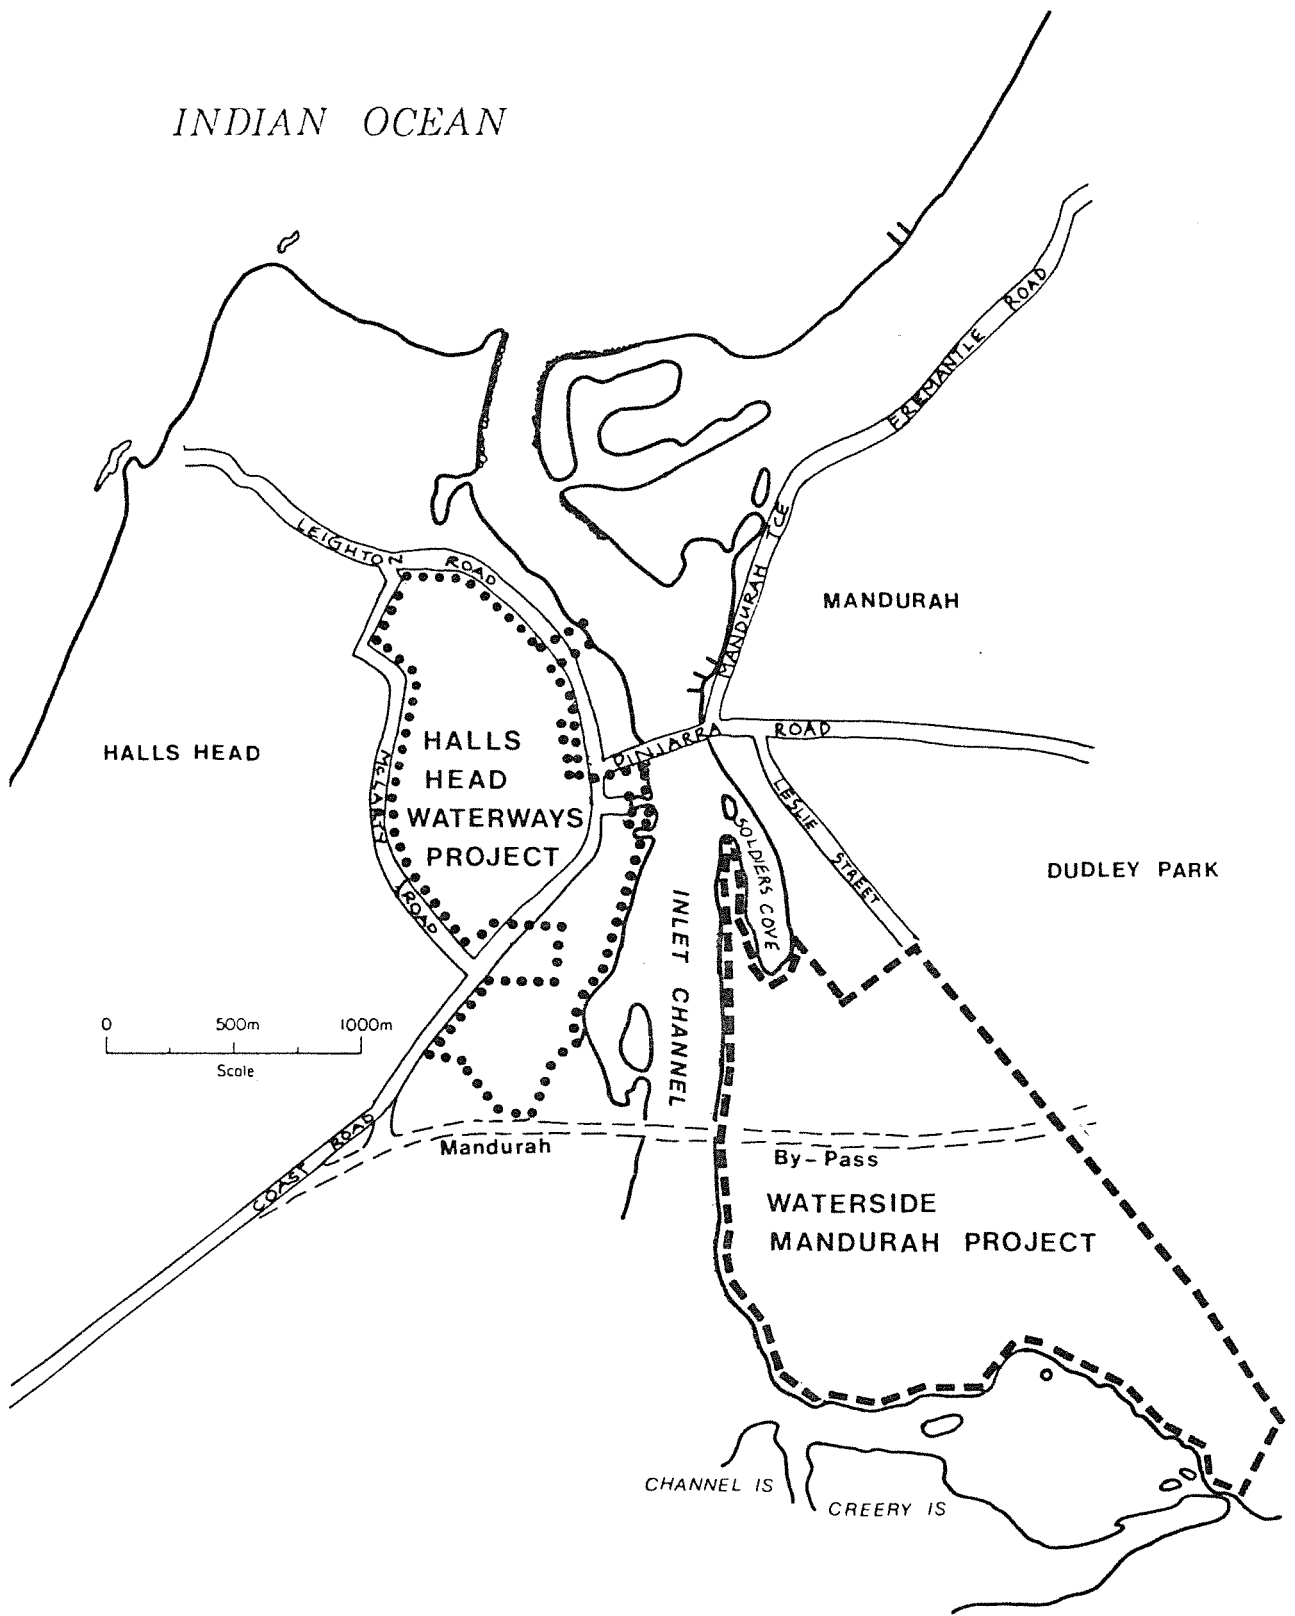 INDIAN OCEAN
FREMANTLE ROAD
LEIGHTON ROAD
MANDURAH TCE
MANDURAH
HALLS HEAD
HALLS
HEAD
WATERWAYS
PROJECT
McLARTY ROAD
PINJARRA ROAD
LESLIE STREET
SOLDIERS COVE
DUDLEY PARK
INLET CHANNEL
0 500m 1000m
Scale
COAST ROAD
Mandurah By-Pass
WATERSIDE
MANDURAH PROJECT
CHANNEL IS
CREERY IS